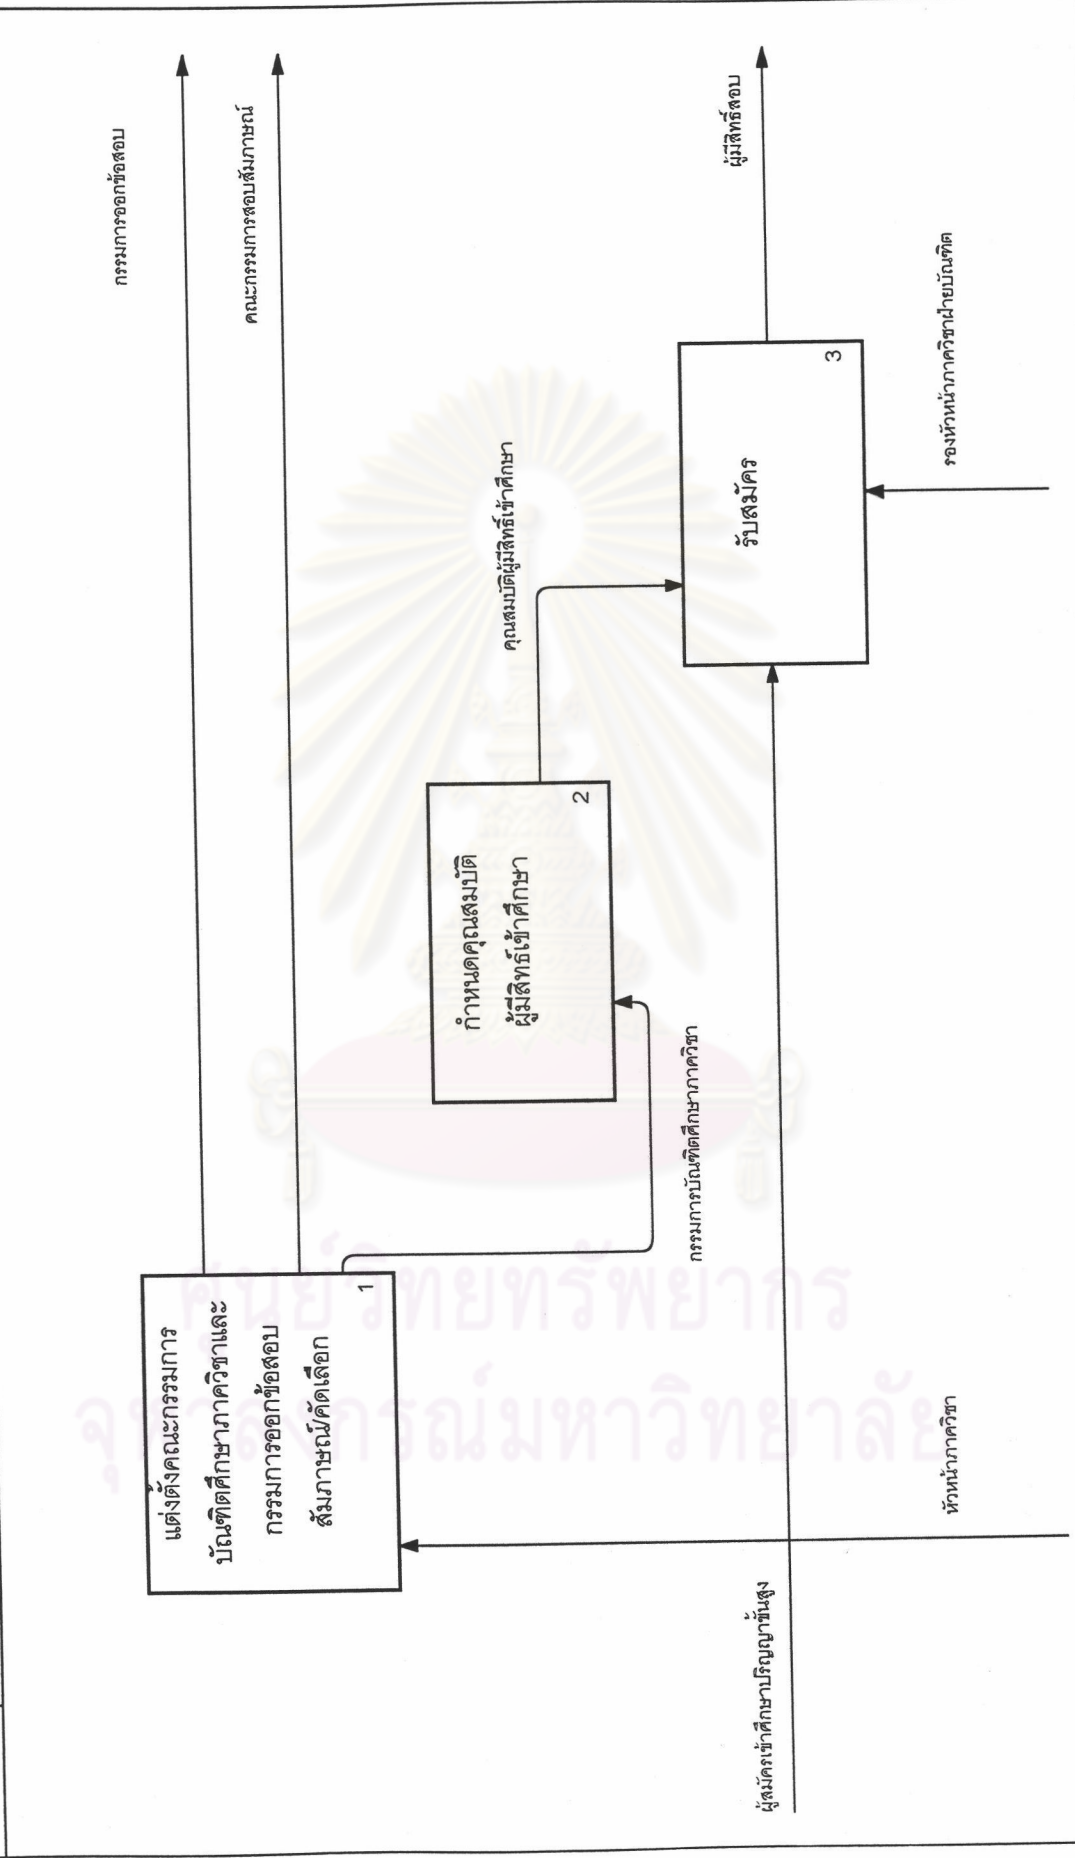 กรรมการออกข้อสอบ
คณะกรรมการสอบสัมภาษณ์
แต่งตั้งคณะกรรมการ
บัณฑิตศึกษาภาควิชาและ
กรรมการออกข้อสอบ
สัมภาษณ์/คัดเลือก
1
กำหนดคุณสมบัติ
ผู้มีสิทธิ์เข้าศึกษา
2
คุณสมบัติผู้มีสิทธิ์เข้าศึกษา
กรรมการบัณฑิตศึกษาภาควิชา
รับสมัคร
3
ผู้มีสิทธิ์สอบ
ผู้สมัครเข้าศึกษาปริญญาขั้นสูง
หัวหน้าภาควิชา
รองหัวหน้าภาควิชาฝ่ายบัณฑิต
ศูนย์วิทยทรัพยากร
จุฬาลงกรณ์มหาวิทยาลัย